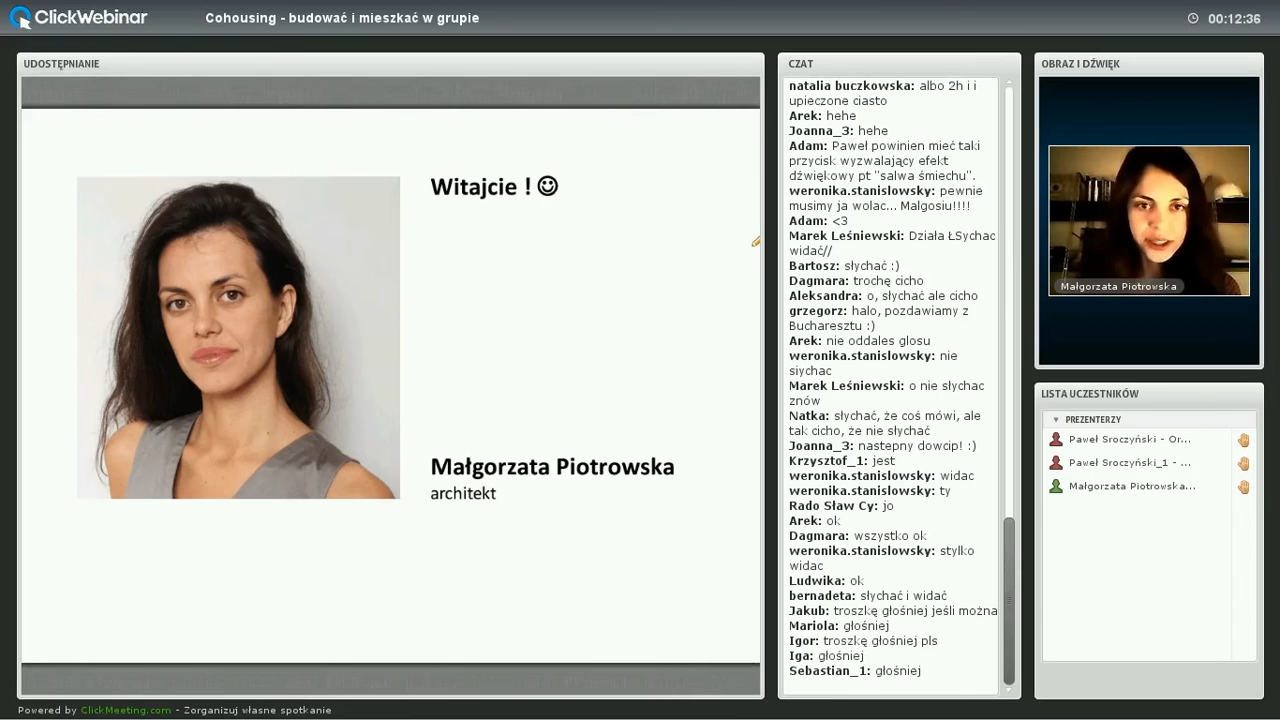 ClickWebinar
Cohousing - budować i mieszkać w grupie
00:12:36
UDOSTĘPNIANIE
Witajcie ! ☺
Małgorzata Piotrowska
architekt
CZAT
natalia buczkowska: albo 2h i i
upieczone ciasto
Arek: hehe
Joanna_3: hehe
Adam: Paweł powinien mieć taki
przycisk wyzwalający efekt
dźwiękowy pt "salwa śmiechu".
weronika.stanislowsky: pewnie
musimy ja wolac... Malgosiu!!!!
Adam: <3
Marek Leśniewski: Działa ŁSychac
widać//
Bartosz: słychać :)
Dagmara: trochę cicho
Aleksandra: o, słychać ale cicho
grzegorz: halo, pozdawiamy z
Bucharesztu :)
Arek: nie oddales glosu
weronika.stanislowsky: nie
siychac
Marek Leśniewski: o nie słychac
znów
Natka: słychać, że coś mówi, ale
tak cicho, że nie słychać
Joanna_3: nastepny dowcip! :)
Krzysztof_1: jest
weronika.stanislowsky: widac
weronika.stanislowsky: ty
Rado Sław Cy: jo
Arek: ok
Dagmara: wszystko ok
weronika.stanislowsky: stylko
widac
Ludwika: ok
bernadeta: słychać i widać
Jakub: troszkę głośniej jeśli można
Mariola: głośniej
Igor: troszkę głośniej pls
Iga: głośniej
Sebastian_1: głośniej
OBRAZ I DŹWIĘK
Małgorzata Piotrowska
LISTA UCZESTNIKÓW
PREZENTERZY
Paweł Sroczyński - Or...
Paweł Sroczyński_1 - ...
Małgorzata Piotrowska...
Powered by ClickMeeting.com - Zorganizuj własne spotkanie